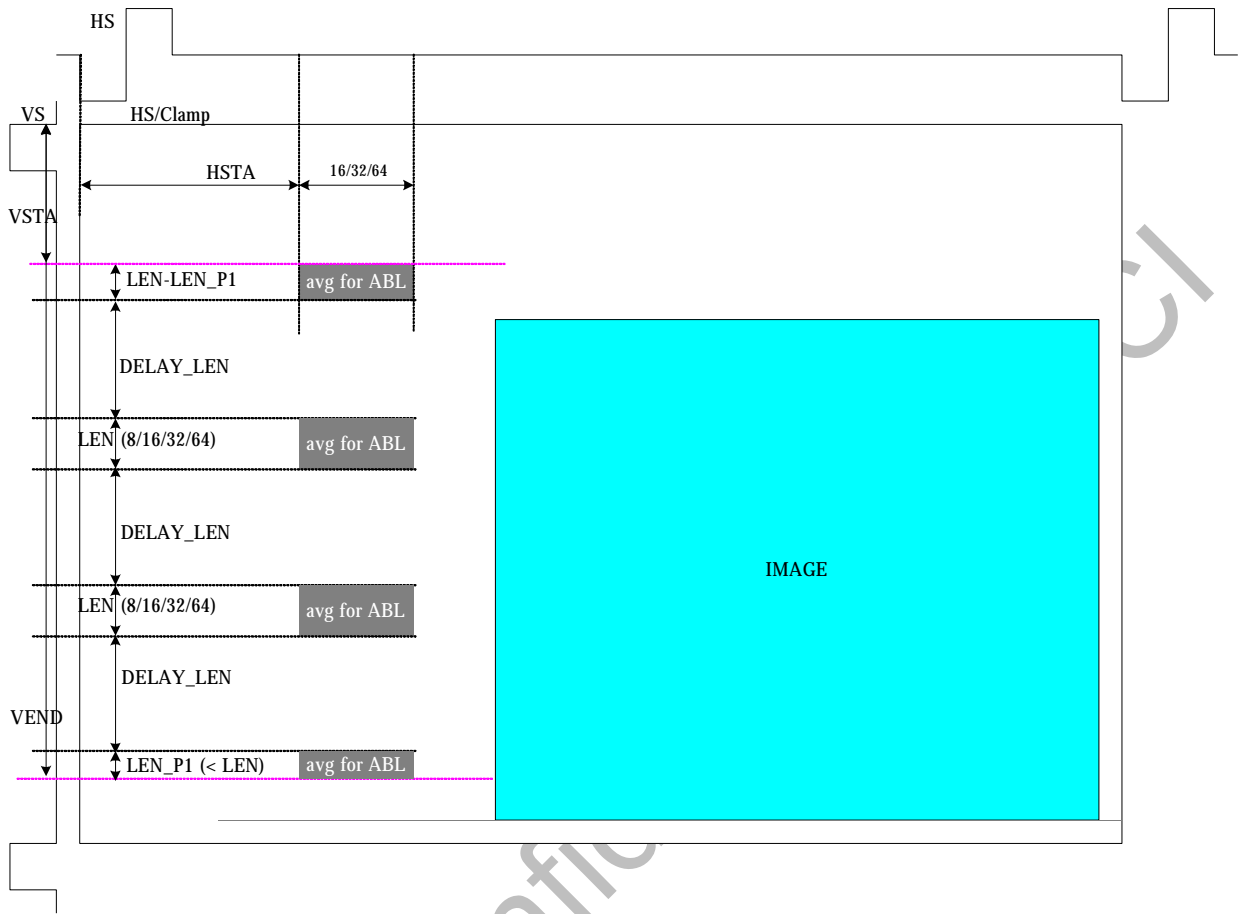 HS
VS
HS/Clamp
HSTA
16/32/64
VSTA
LEN-LEN_P1
avg for ABL
DELAY_LEN
LEN (8/16/32/64)
avg for ABL
DELAY_LEN
IMAGE
LEN (8/16/32/64)
avg for ABL
DELAY_LEN
VEND
LEN_P1 (< LEN)
avg for ABL